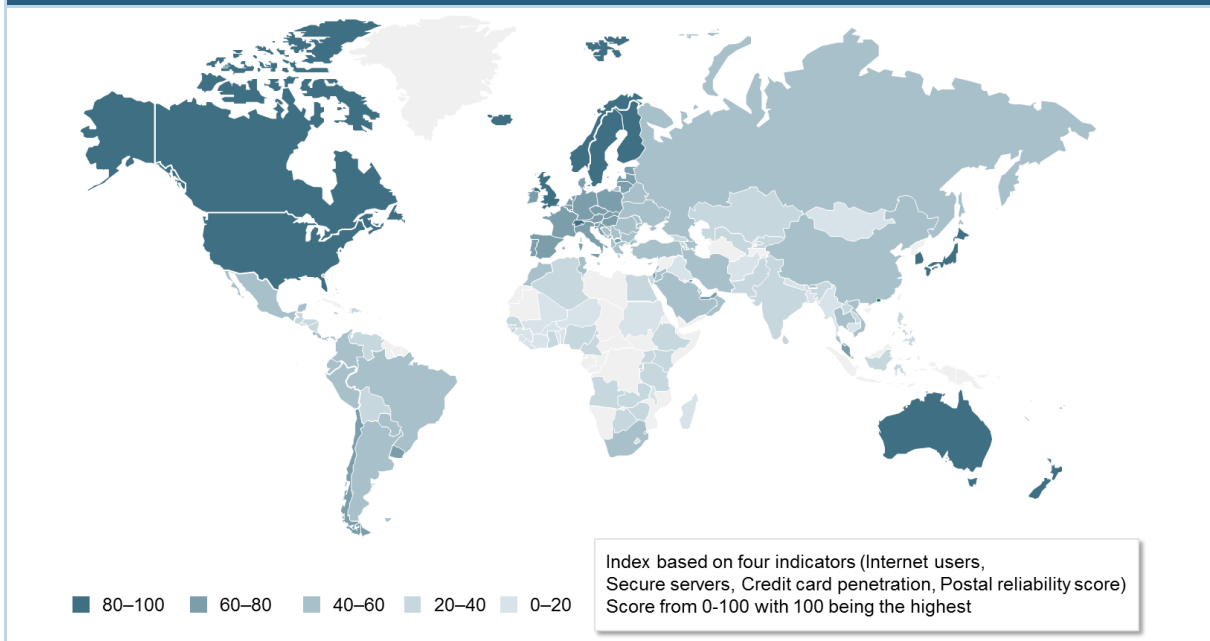 80–100 60–80 40–60 20–40 0–20
Index based on four indicators (Internet users,
Secure servers, Credit card penetration, Postal reliability score)
Score from 0-100 with 100 being the highest